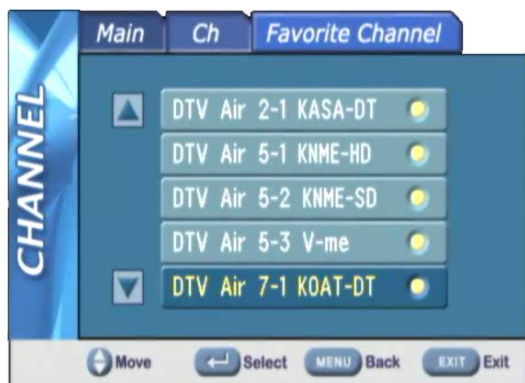 Main Ch Favorite Channel
CHANNEL
DTV Air 2-1 KASA-DT
DTV Air 5-1 KNME-HD
DTV Air 5-2 KNME-SD
DTV Air 5-3 V-me
DTV Air 7-1 KOAT-DT
Move Select MENU Back EXIT Exit